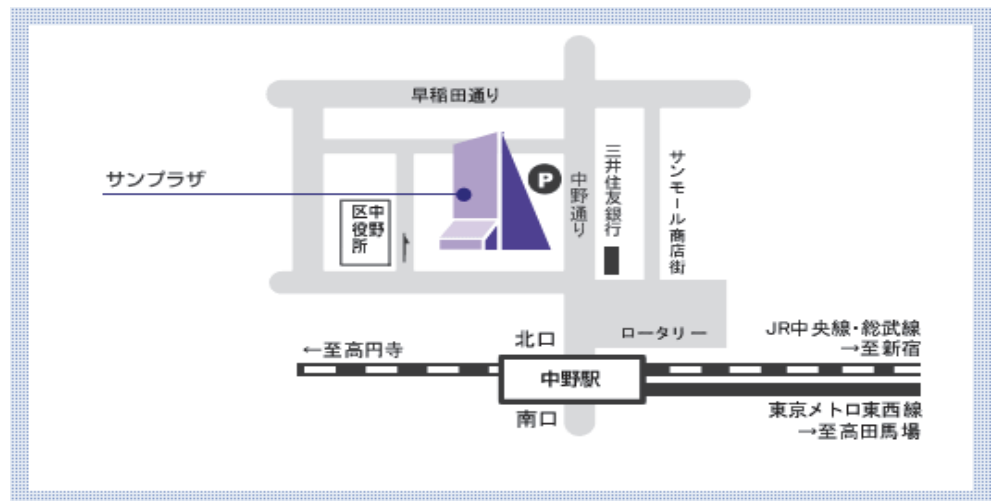 早稲田通り
サンプラザ
P
中野通り
三井住友銀行
サンモール商店街
中野
区役所
ロータリー
北口
JR中央線・総武線
→至新宿
←至高円寺
中野駅
南口
東京メトロ東西線
→至高田馬場